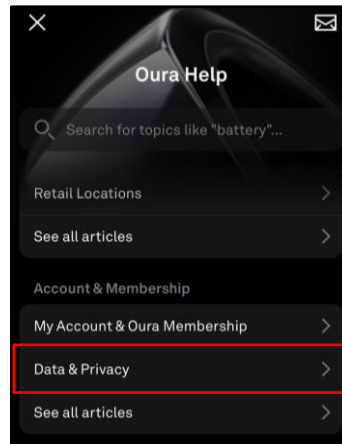 Oura Help
Search for topics like "battery"...
Retail Locations
See all articles
Account & Membership
My Account & Oura Membership
Data & Privacy
See all articles